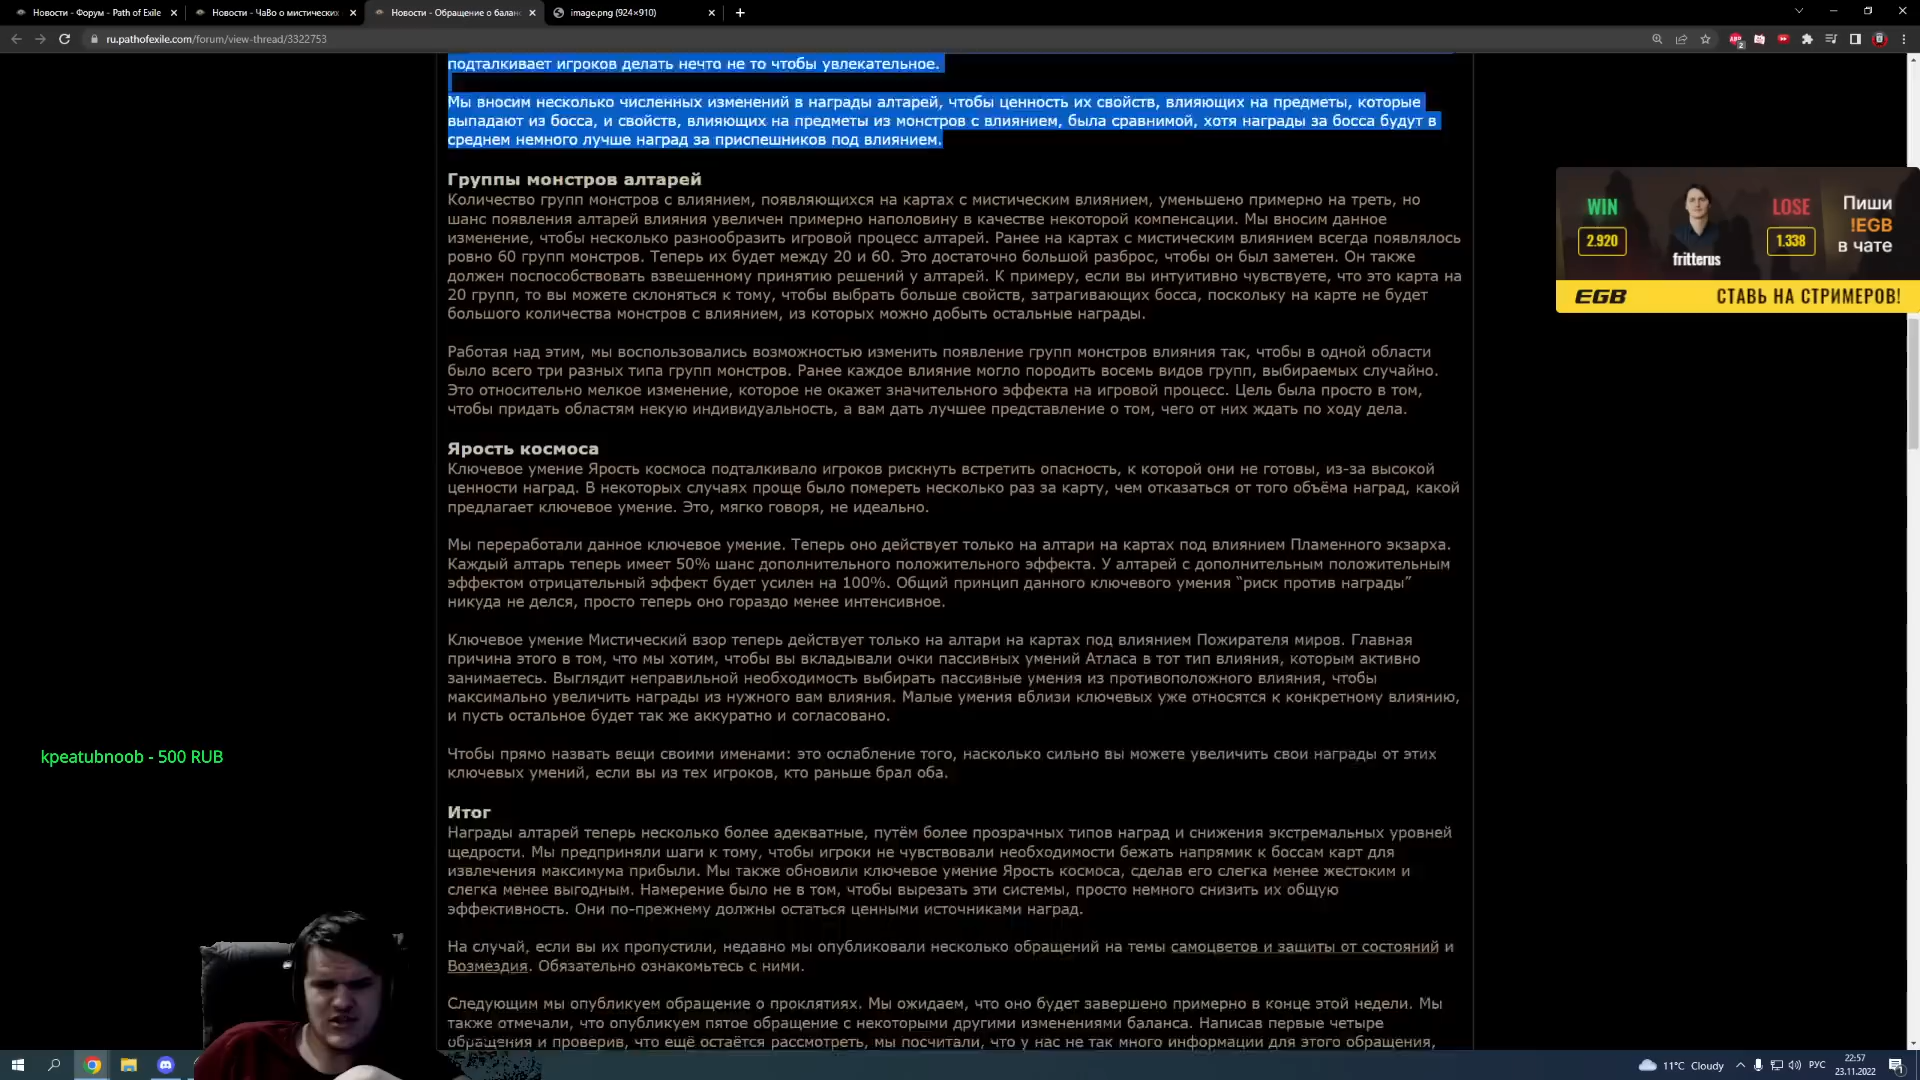 Новости - Форум - Path of Exile
Новости - ЧаВо о мистических
Новости - Обращение о балан
image.png (924×910)
ru.pathofexile.com/forum/view-thread/3322753
подталкивает игроков делать нечто не то чтобы увлекательное.
Мы вносим несколько численных изменений в награды алтарей, чтобы ценность их свойств, влияющих на предметы, которые
выпадают из босса, и свойств, влияющих на предметы из монстров с влиянием, была сравнимой, хотя награды за босса будут в
среднем немного лучше наград за приспешников под влиянием.
Группы монстров алтарей
Количество групп монстров с влиянием, появляющихся на картах с мистическим влиянием, уменьшено примерно на треть, но
шанс появления алтарей влияния увеличен примерно наполовину в качестве некоторой компенсации. Мы вносим данное
изменение, чтобы несколько разнообразить игровой процесс алтарей. Ранее на картах с мистическим влиянием всегда появлялось
ровно 60 групп монстров. Теперь их будет между 20 и 60. Это достаточно большой разброс, чтобы он был заметен. Он также
должен поспособствовать взвешенному принятию решений у алтарей. К примеру, если вы интуитивно чувствуете, что это карта на
20 групп, то вы можете склоняться к тому, чтобы выбрать больше свойств, затрагивающих босса, поскольку на карте не будет
большого количества монстров с влиянием, из которых можно добыть остальные награды.
Работая над этим, мы воспользовались возможностью изменить появление групп монстров влияния так, чтобы в одной области
было всего три разных типа групп монстров. Ранее каждое влияние могло породить восемь видов групп, выбираемых случайно.
Это относительно мелкое изменение, которое не окажет значительного эффекта на игровой процесс. Цель была просто в том,
чтобы придать областям некую индивидуальность, а вам дать лучшее представление о том, чего от них ждать по ходу дела.
Ярость космоса
Ключевое умение Ярость космоса подталкивало игроков рискнуть встретить опасность, к которой они не готовы, из-за высокой
ценности наград. В некоторых случаях проще было помереть несколько раз за карту, чем отказаться от того объёма наград, какой
предлагает ключевое умение. Это, мягко говоря, не идеально.
Мы переработали данное ключевое умение. Теперь оно действует только на алтари на картах под влиянием Пламенного экзарха.
Каждый алтарь теперь имеет 50% шанс дополнительного положительного эффекта. У алтарей с дополнительным положительным
эффектом отрицательный эффект будет усилен на 100%. Общий принцип данного ключевого умения “риск против награды”
никуда не делся, просто теперь оно гораздо менее интенсивное.
Ключевое умение Мистический взор теперь действует только на алтари на картах под влиянием Пожирателя миров. Главная
причина этого в том, что мы хотим, чтобы вы вкладывали очки пассивных умений Атласа в тот тип влияния, которым активно
занимаетесь. Выглядит неправильной необходимость выбирать пассивные умения из противоположного влияния, чтобы
максимально увеличить награды из нужного вам влияния. Малые умения вблизи ключевых уже относятся к конкретному влиянию,
и пусть остальное будет так же аккуратно и согласовано.
Чтобы прямо назвать вещи своими именами: это ослабление того, насколько сильно вы можете увеличить свои награды от этих
ключевых умений, если вы из тех игроков, кто раньше брал оба.
Итог
Награды алтарей теперь несколько более адекватные, путём более прозрачных типов наград и снижения экстремальных уровней
щедрости. Мы предприняли шаги к тому, чтобы игроки не чувствовали необходимости бежать напрямик к боссам карт для
извлечения максимума прибыли. Мы также обновили ключевое умение Ярость космоса, сделав его слегка менее жестоким и
слегка менее выгодным. Намерение было не в том, чтобы вырезать эти системы, просто немного снизить их общую
эффективность. Они по-прежнему должны остаться ценными источниками наград.
На случай, если вы их пропустили, недавно мы опубликовали несколько обращений на темы самоцветов и защиты от состояний и
Возмездия. Обязательно ознакомьтесь с ними.
Следующим мы опубликуем обращение о проклятиях. Мы ожидаем, что оно будет завершено примерно в конце этой недели. Мы
также отмечали, что опубликуем пятое обращение с некоторыми другими изменениями баланса. Написав первые четыре
обращения и проверив, что ещё остаётся рассмотреть, мы посчитали, что у нас не так много информации для этого обращения,
WIN
2.920
fritterus
LOSE
1.338
Пиши
!EGB
в чате
EGB
СТАВЬ НА СТРИМЕРОВ!
kpeatubnoob - 500 RUB
11°C Cloudy
РУС
22:57
23.11.2022